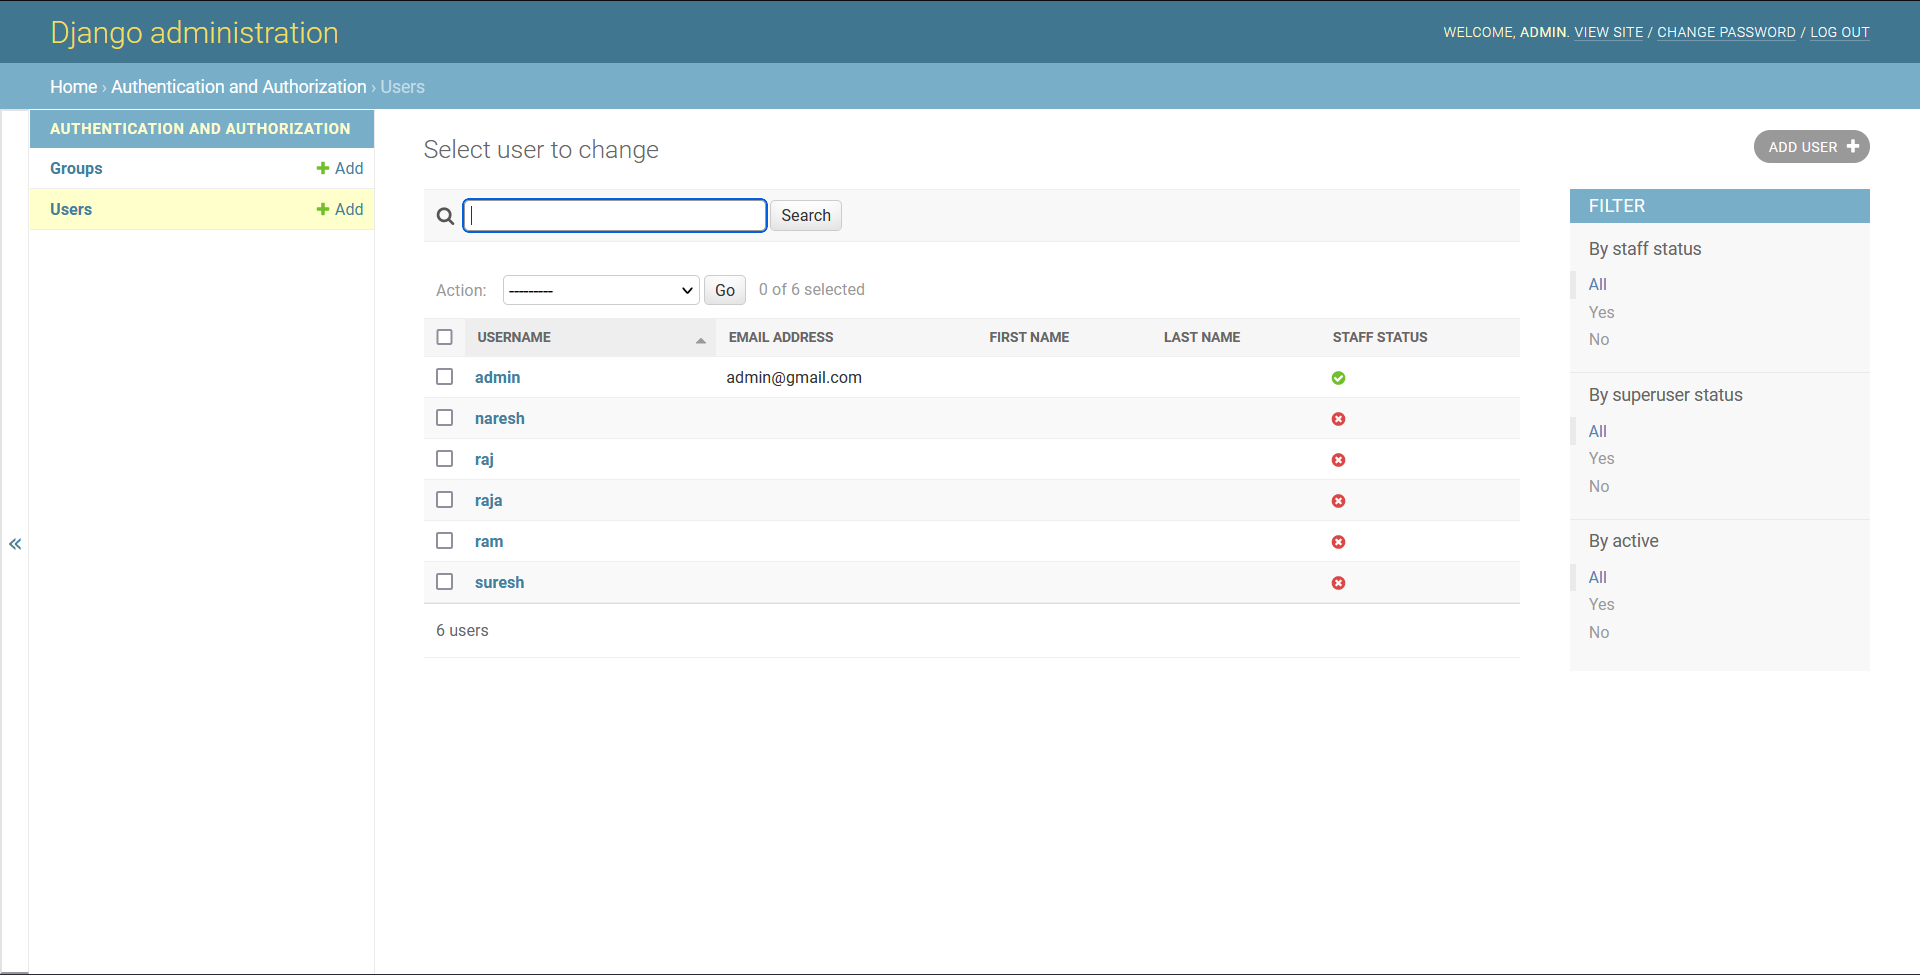 Django administration
WELCOME, ADMIN. VIEW SITE / CHANGE PASSWORD / LOG OUT
Home › Authentication and Authorization › Users
AUTHENTICATION AND AUTHORIZATION
Groups + Add
Users + Add
«
Select user to change
ADD USER +
Search
Action: --------- Go 0 of 6 selected
USERNAME EMAIL ADDRESS FIRST NAME LAST NAME STAFF STATUS
admin admin@gmail.com
naresh
raj
raja
ram
suresh
6 users
FILTER
By staff status
All
Yes
No
By superuser status
All
Yes
No
By active
All
Yes
No